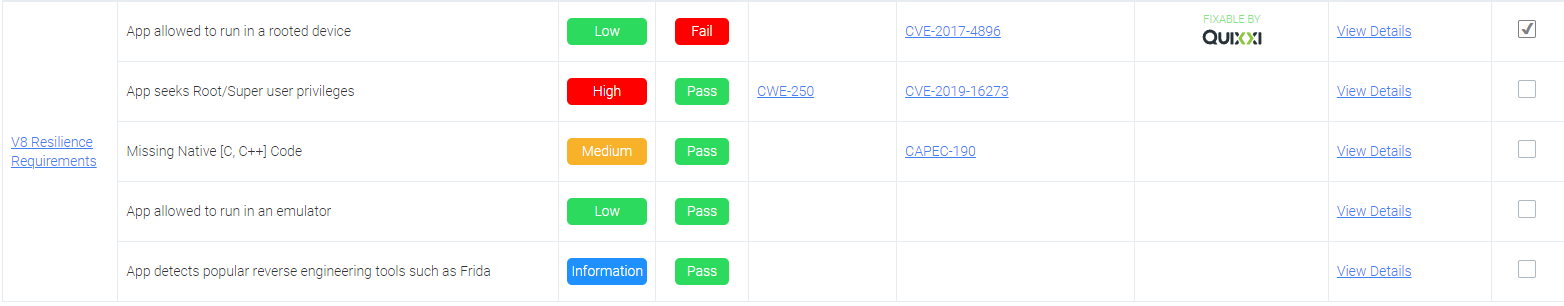 App allowed to run in a rooted device Low Fail CVE-2017-4896 FIXABLE BY QUIXXI View Details
App seeks Root/Super user privileges High Pass CWE-250 CVE-2019-16273 View Details
V8 Resilience
Requirements
Missing Native [C, C++] Code Medium Pass CAPEC-190 View Details
App allowed to run in an emulator Low Pass View Details
App detects popular reverse engineering tools such as Frida Information Pass View Details